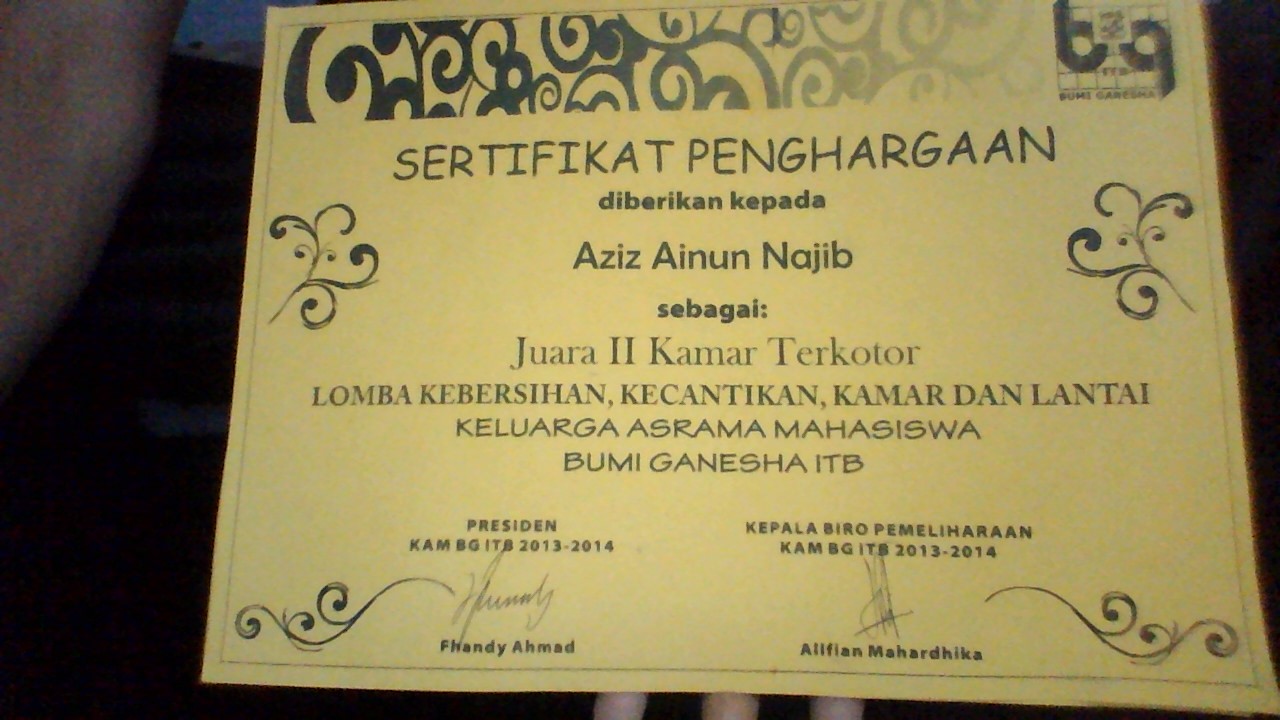 bg
ITB
BUMI GANESHA
SERTIFIKAT PENGHARGAAN
diberikan kepada
Aziz Ainun Najib
sebagai:
Juara II Kamar Terkotor
LOMBA KEBERSIHAN, KECANTIKAN, KAMAR DAN LANTAI
KELUARGA ASRAMA MAHASISWA
BUMI GANESHA ITB
PRESIDEN
KAM BG ITB 2013-2014
Fhandy Ahmad
KEPALA BIRO PEMELIHARAAN
KAM BG ITB 2013-2014
Alifian Mahardhika